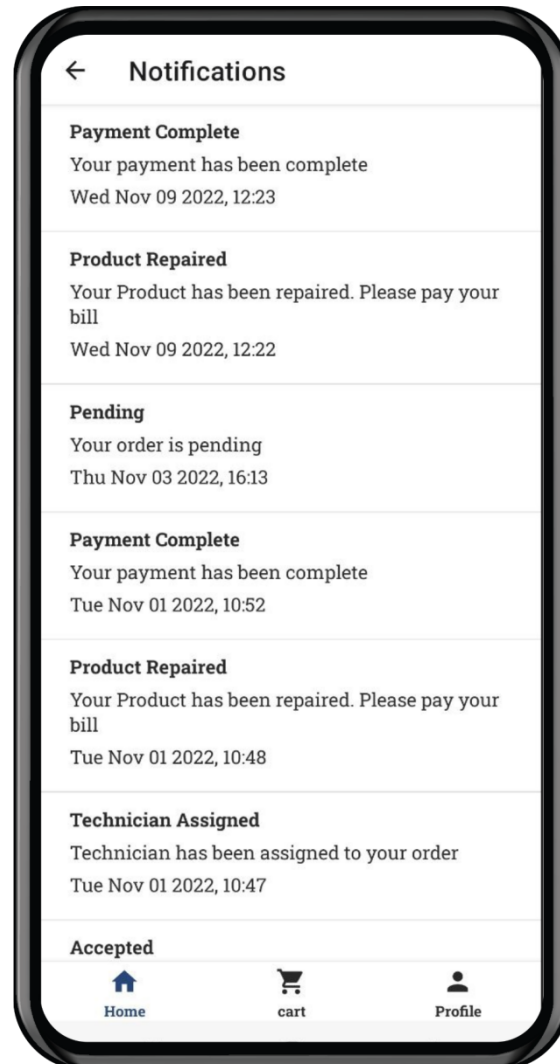 Notifications
Payment Complete
Your payment has been complete
Wed Nov 09 2022, 12:23
Product Repaired
Your Product has been repaired. Please pay your
bill
Wed Nov 09 2022, 12:22
Pending
Your order is pending
Thu Nov 03 2022, 16:13
Payment Complete
Your payment has been complete
Tue Nov 01 2022, 10:52
Product Repaired
Your Product has been repaired. Please pay your
bill
Tue Nov 01 2022, 10:48
Technician Assigned
Technician has been assigned to your order
Tue Nov 01 2022, 10:47
Accepted
Home cart Profile